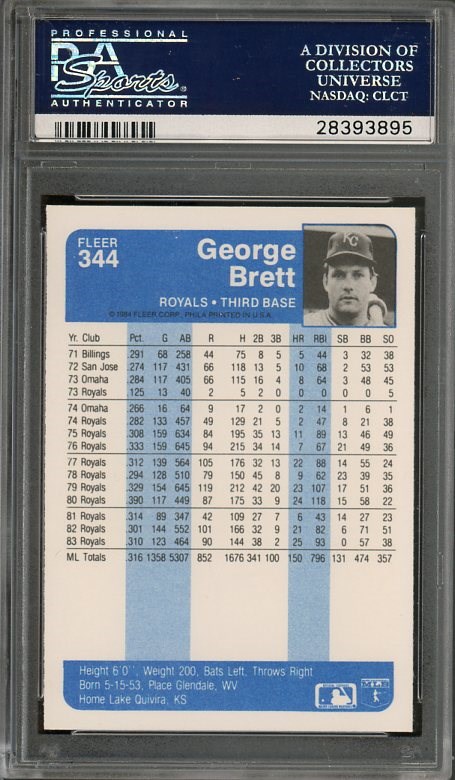 PROFESSIONAL
PSA
Sports®
AUTHENTICATOR
A DIVISION OF
COLLECTORS
UNIVERSE
NASDAQ: CLCT
28393895
FLEER
344
George
Brett
ROYALS • THIRD BASE
© 1984 FLEER CORP., PHILA PRINTED IN U.S.A.
KC
Yr. Club Pct. G AB R H 2B 3B HR RBI SB BB SO
71 Billings .291 68 258 44 75 8 5 5 44 3 32 38
72 San Jose .274 117 431 66 118 13 5 10 68 2 53 53
73 Omaha .284 117 405 66 115 16 4 8 64 3 48 45
73 Royals .125 13 40 2 5 2 0 0 0 0 0 5
74 Omaha .266 16 64 9 17 2 0 2 14 1 6 1
74 Royals .282 133 457 49 129 21 5 2 47 8 21 38
75 Royals .308 159 634 84 195 35 13 11 89 13 46 49
76 Royals .333 159 645 94 215 34 14 7 67 21 49 36
77 Royals .312 139 564 105 176 32 13 22 88 14 55 24
78 Royals .294 128 510 79 150 45 8 9 62 23 39 35
79 Royals .329 154 645 119 212 42 20 23 107 17 51 36
80 Royals .390 117 449 87 175 33 9 24 118 15 58 22
81 Royals .314 89 347 42 109 27 7 6 43 14 27 23
82 Royals .301 144 552 101 166 32 9 21 82 6 71 51
83 Royals .310 123 464 90 144 38 2 25 93 0 57 38
ML Totals .316 1358 5307 852 1676 341 100 150 796 131 474 357
Height 6'0'', Weight 200, Bats Left, Throws Right
Born 5-15-53, Place Glendale, WV
Home Lake Quivira, KS